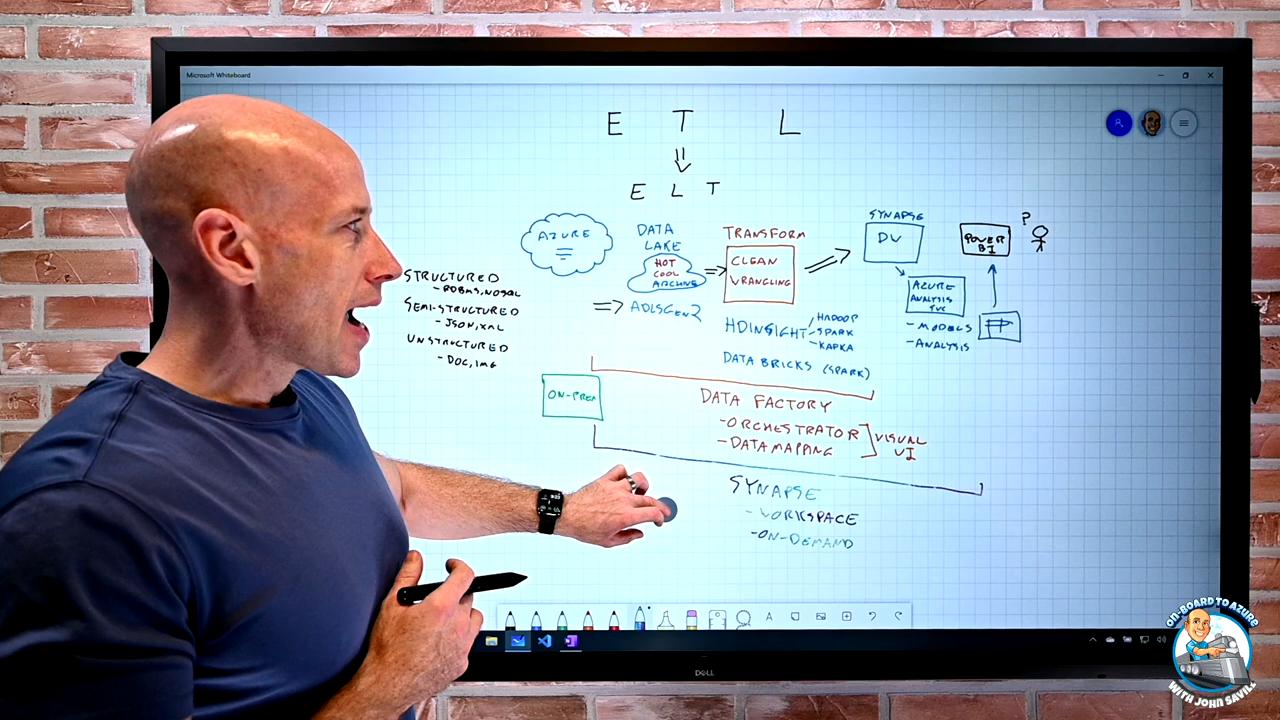 Microsoft Whiteboard
E T L
E L T
AZURE
DATA
LAKE
HOT
COOL
ARCHIVE
ADLSGEN2
TRANSFORM
CLEAN
WRANGLING
SYNAPSE
DW
AZURE
ANALYSIS
SVC
- MODELS
- ANALYSIS
POWER
BI
?
STRUCTURED
- RDBMS, NOSQL
SEMI-STRUCTURED
- JSON, XML
UNSTRUCTURED
- DOC, IMG
HDINSIGHT
HADOOP
SPARK
KAFKA
DATA BRICKS (SPARK)
ON-PREM
DATA FACTORY
- ORCHESTRATOR
- DATA MAPPING
VISUAL
UI
SYNAPSE
- WORKSPACE
- ON-DEMAND
DELL
ON-BOARD TO AZURE
WITH JOHN SAVILL